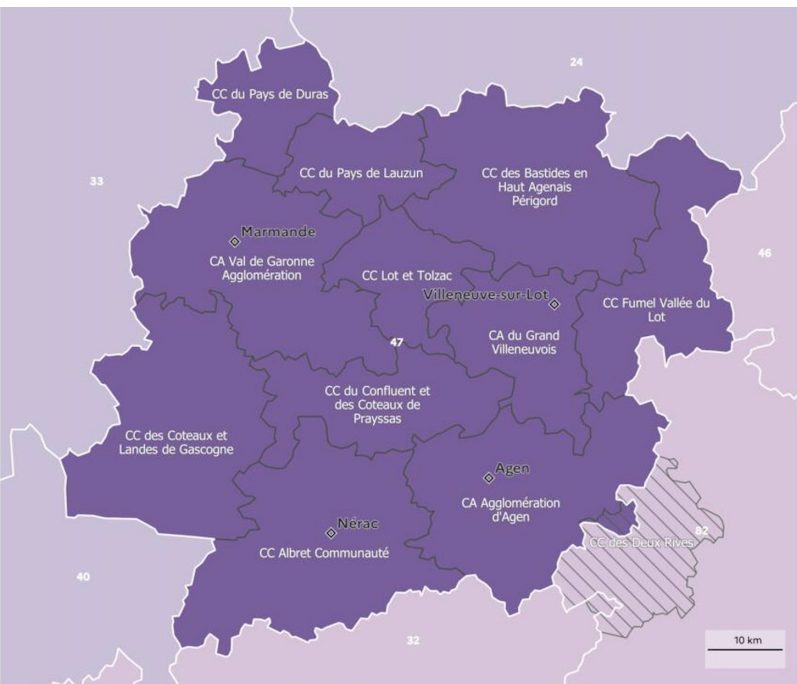 24
CC du Pays de Duras
33
CC du Pays de Lauzun
CC des Bastides en
Haut Agenais
Périgord
Marmande
46
CA Val de Garonne
Agglomération
CC Lot et Tolzac
Villeneuve-sur-Lot
CC Fumel Vallée du
Lot
CA du Grand
Villeneuvois
47
CC du Confluent et
des Coteaux de
Prayssas
CC des Coteaux et
Landes de Gascogne
Agen
CA Agglomération
d'Agen
Nérac
82
CC des Deux Rives
CC Albret Communauté
40
32
10 km